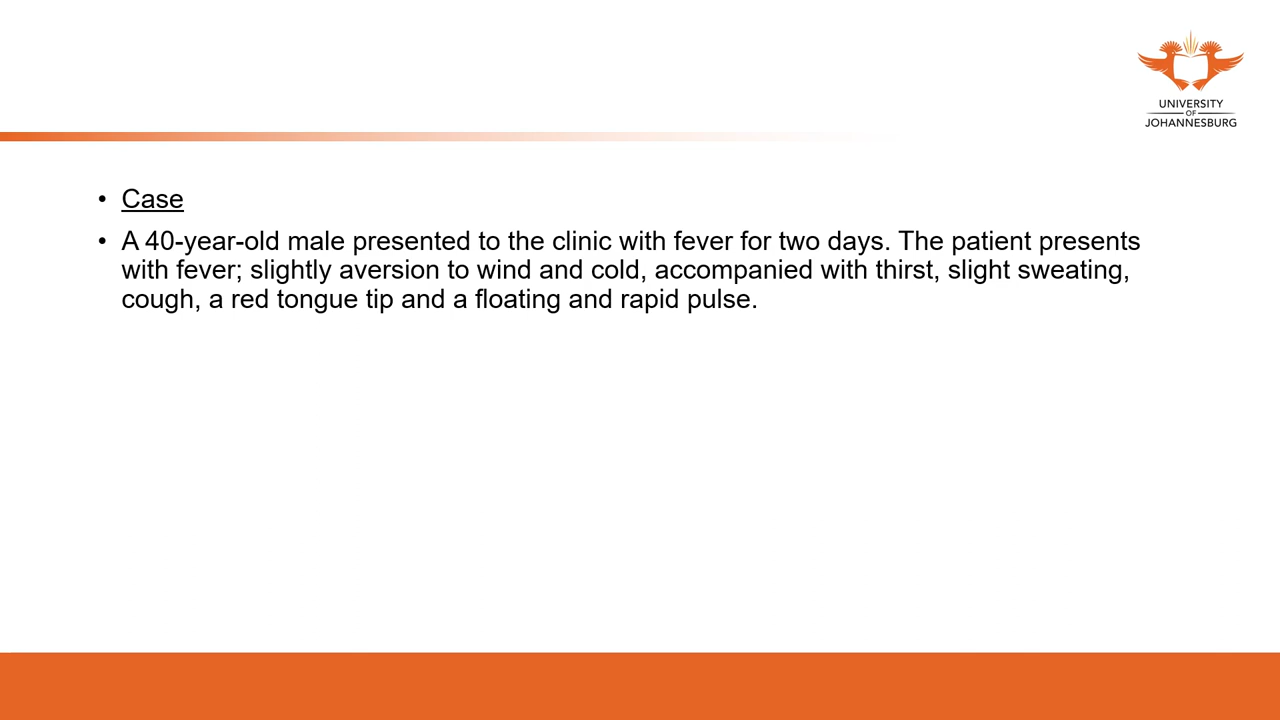 UNIVERSITY
OF
JOHANNESBURG
• Case
• A 40-year-old male presented to the clinic with fever for two days. The patient presents
with fever; slightly aversion to wind and cold, accompanied with thirst, slight sweating,
cough, a red tongue tip and a floating and rapid pulse.